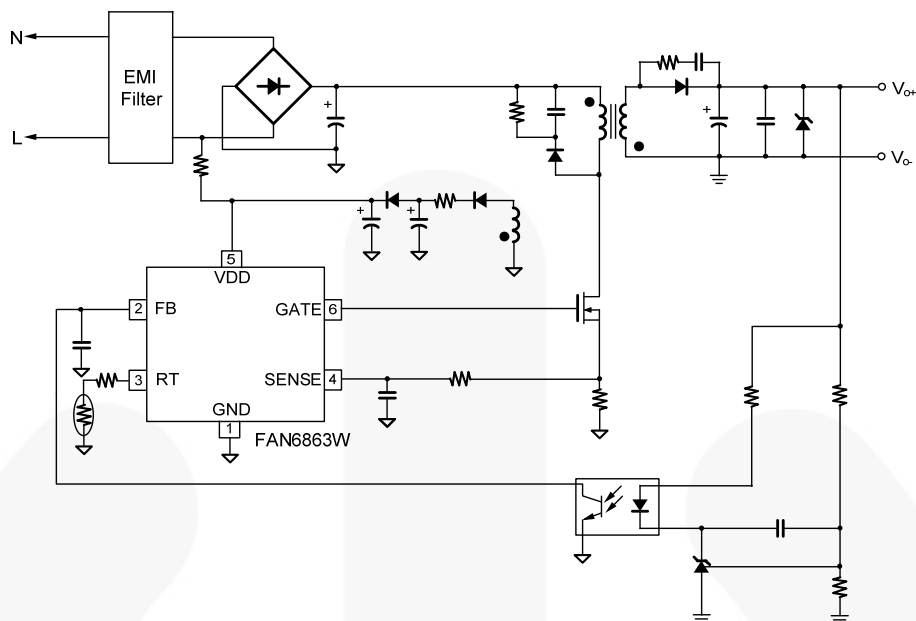 N
EMI
Filter
L
+
+
Vo+
Vo-
+
+
5
VDD
2
FB
GATE
6
3
RT
SENSE
4
GND
1
FAN6863W